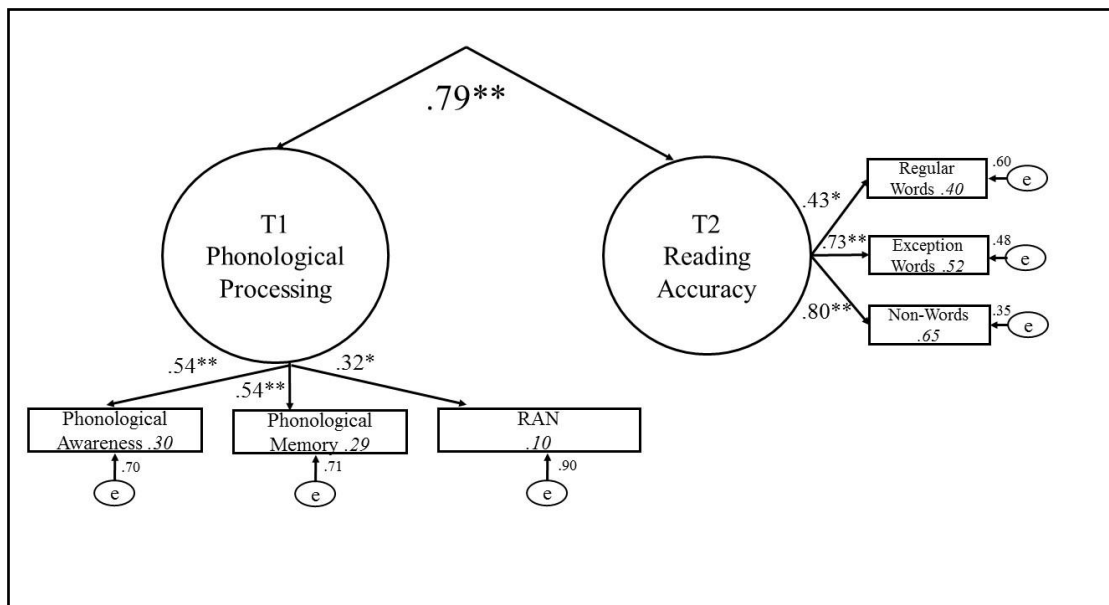 .79**
T1
Phonological
Processing
T2
Reading
Accuracy
.43*
.73**
.80**
Regular
Words .40
.60
e
Exception
Words .52
.48
e
Non-Words
.65
.35
e
.54**
.54**
.32*
Phonological
Awareness .30
Phonological
Memory .29
RAN
.10
.70
e
.71
e
.90
e